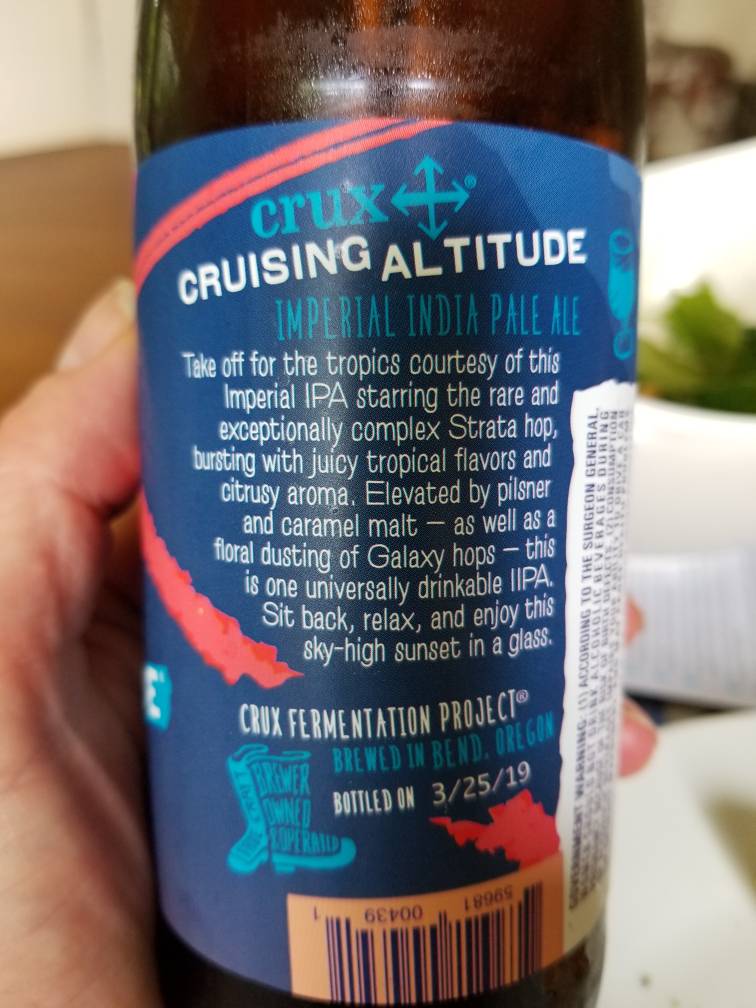 crux®
CRUISING ALTITUDE
IMPERIAL INDIA PALE ALE
Take off for the tropics courtesy of this
Imperial IPA starring the rare and
exceptionally complex Strata hop,
bursting with juicy tropical flavors and
citrusy aroma. Elevated by pilsner
and caramel malt — as well as a
floral dusting of Galaxy hops — this
is one universally drinkable IIPA.
Sit back, relax, and enjoy this
sky-high sunset in a glass.
CRUX FERMENTATION PROJECT®
BREWED IN BEND, OREGON
BOTTLED ON 3/25/19
BREWER
OWNED
& OPERATED
E
1 00439 59681
GOVERNMENT WARNING: (1) ACCORDING TO THE SURGEON GENERAL,